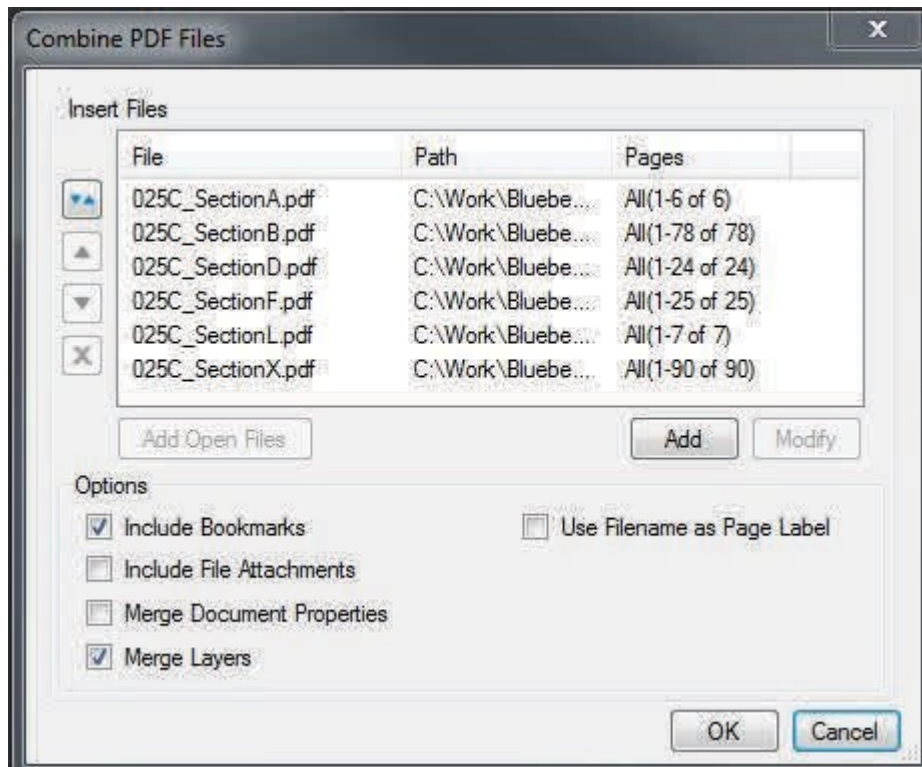 Combine PDF Files
Insert Files
File Path Pages
025C_SectionA.pdf C:\Work\Bluebe... All(1-6 of 6)
025C_SectionB.pdf C:\Work\Bluebe... All(1-78 of 78)
025C_SectionD.pdf C:\Work\Bluebe... All(1-24 of 24)
025C_SectionF.pdf C:\Work\Bluebe... All(1-25 of 25)
025C_SectionL.pdf C:\Work\Bluebe... All(1-7 of 7)
025C_SectionX.pdf C:\Work\Bluebe... All(1-90 of 90)
Add Open Files Add Modify
Options
Include Bookmarks Use Filename as Page Label
Include File Attachments
Merge Document Properties
Merge Layers
OK Cancel